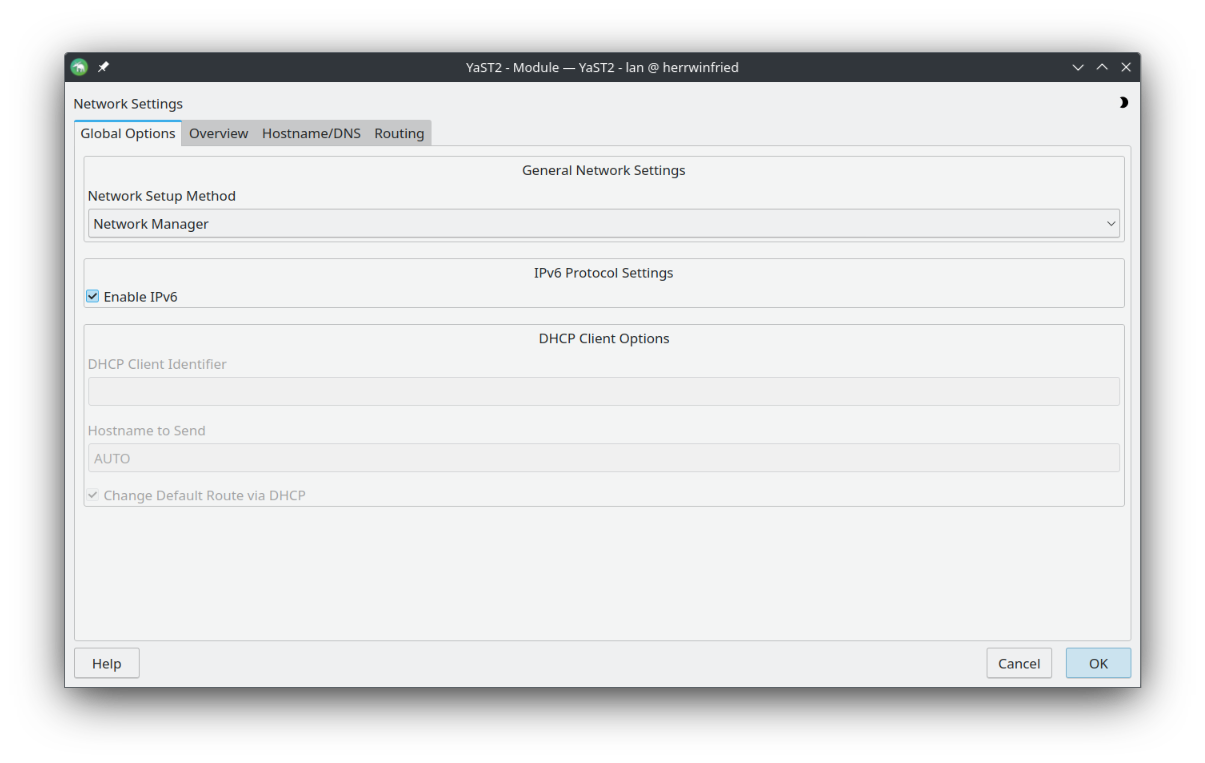 YaST2 - Module — YaST2 - lan @ herrwinfried
Network Settings
Global Options Overview Hostname/DNS Routing
General Network Settings
Network Setup Method
Network Manager
IPv6 Protocol Settings
Enable IPv6
DHCP Client Options
DHCP Client Identifier
Hostname to Send
AUTO
Change Default Route via DHCP
Help Cancel OK